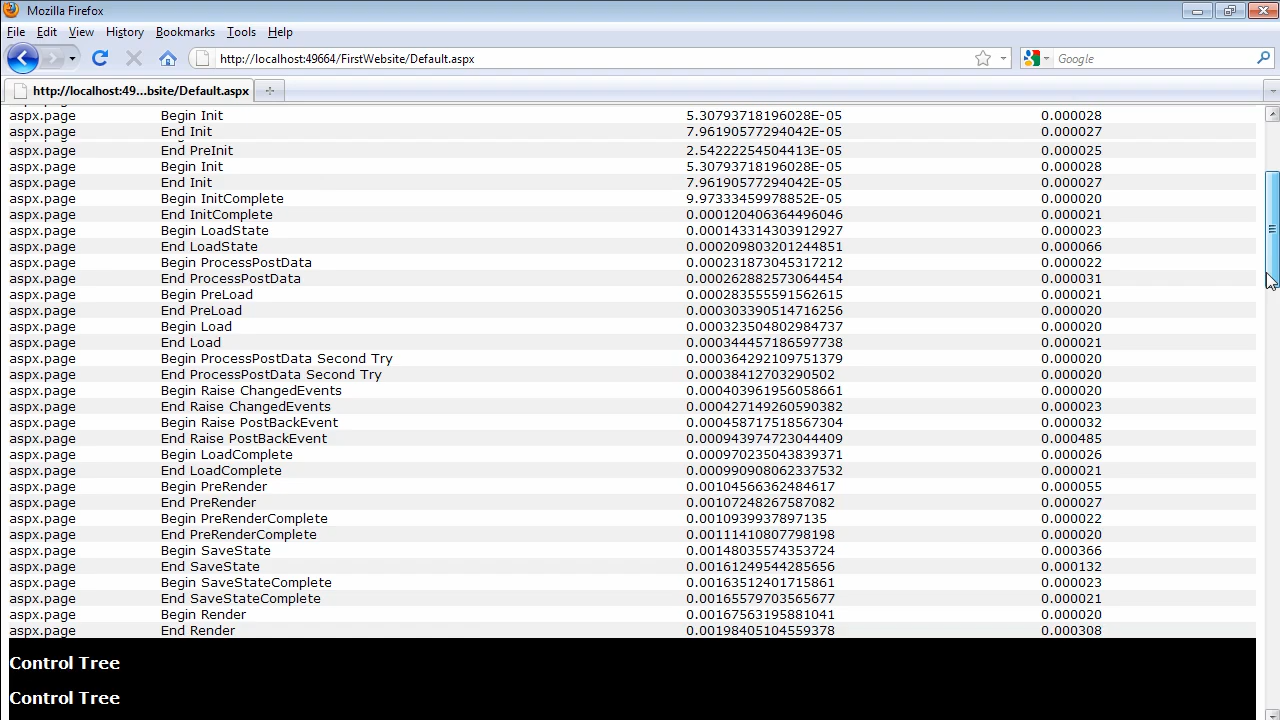 Mozilla Firefox
File Edit View History Bookmarks Tools Help
http://localhost:49664/FirstWebsite/Default.aspx Google
http://localhost:49...bsite/Default.aspx
aspx.page Begin Init 5.30793718196028E-05 0.000028
aspx.page End Init 7.96190577294042E-05 0.000027
aspx.page End PreInit 2.54222254504413E-05 0.000025
aspx.page Begin Init 5.30793718196028E-05 0.000028
aspx.page End Init 7.96190577294042E-05 0.000027
aspx.page Begin InitComplete 9.97333459978852E-05 0.000020
aspx.page End InitComplete 0.000120406364496046 0.000021
aspx.page Begin LoadState 0.000143314303912927 0.000023
aspx.page End LoadState 0.000209803201244851 0.000066
aspx.page Begin ProcessPostData 0.000231873045317212 0.000022
aspx.page End ProcessPostData 0.000262882573064454 0.000031
aspx.page Begin PreLoad 0.000283555591562615 0.000021
aspx.page End PreLoad 0.000303390514716256 0.000020
aspx.page Begin Load 0.000323504802984737 0.000020
aspx.page End Load 0.000344457186597738 0.000021
aspx.page Begin ProcessPostData Second Try 0.000364292109751379 0.000020
aspx.page End ProcessPostData Second Try 0.00038412703290502 0.000020
aspx.page Begin Raise ChangedEvents 0.000403961956058661 0.000020
aspx.page End Raise ChangedEvents 0.000427149260590382 0.000023
aspx.page Begin Raise PostBackEvent 0.000458717518567304 0.000032
aspx.page End Raise PostBackEvent 0.000943974723044409 0.000485
aspx.page Begin LoadComplete 0.000970235043839371 0.000026
aspx.page End LoadComplete 0.000990908062337532 0.000021
aspx.page Begin PreRender 0.00104566362484617 0.000055
aspx.page End PreRender 0.00107248267587082 0.000027
aspx.page Begin PreRenderComplete 0.0010939937897135 0.000022
aspx.page End PreRenderComplete 0.00111410807798198 0.000020
aspx.page Begin SaveState 0.00148035574353724 0.000366
aspx.page End SaveState 0.00161249544285656 0.000132
aspx.page Begin SaveStateComplete 0.00163512401715861 0.000023
aspx.page End SaveStateComplete 0.00165579703565677 0.000021
aspx.page Begin Render 0.00167563195881041 0.000020
aspx.page End Render 0.00198405104559378 0.000308
Control Tree
Control Tree